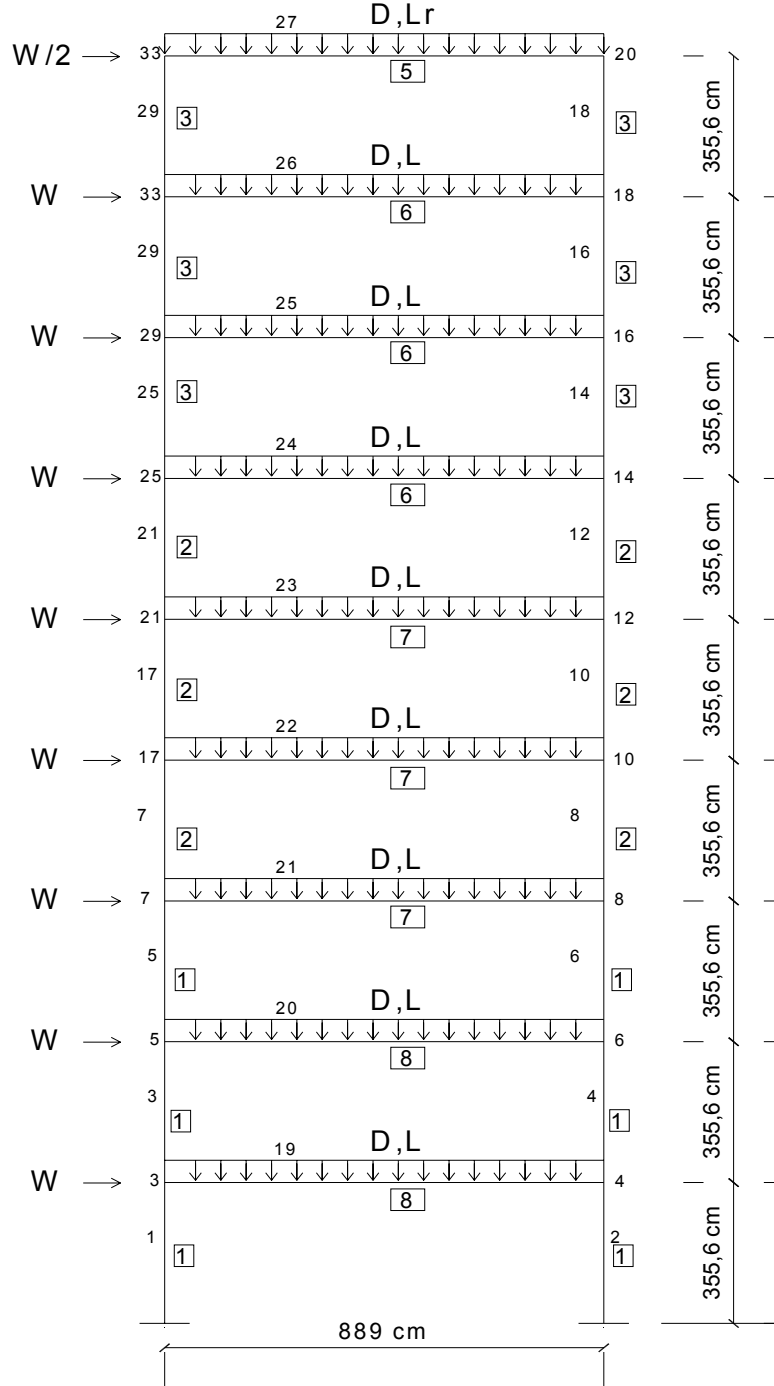 27 D,Lr
W/2 33 20
5
29 3 18 3 355,6 cm
26 D,L
W 33 18
6
29 3 16 3 355,6 cm
25 D,L
W 29 16
6
25 3 14 3 355,6 cm
24 D,L
W 25 14
6
21 2 12 2 355,6 cm
23 D,L
W 21 12
7
17 2 10 2 355,6 cm
22 D,L
W 17 10
7
7 2 8 2 355,6 cm
21 D,L
W 7 8
7
5 1 6 1 355,6 cm
20 D,L
W 5 6
8
3 1 4 1 355,6 cm
19 D,L
W 3 4
8
1 1 2 1 355,6 cm
889 cm